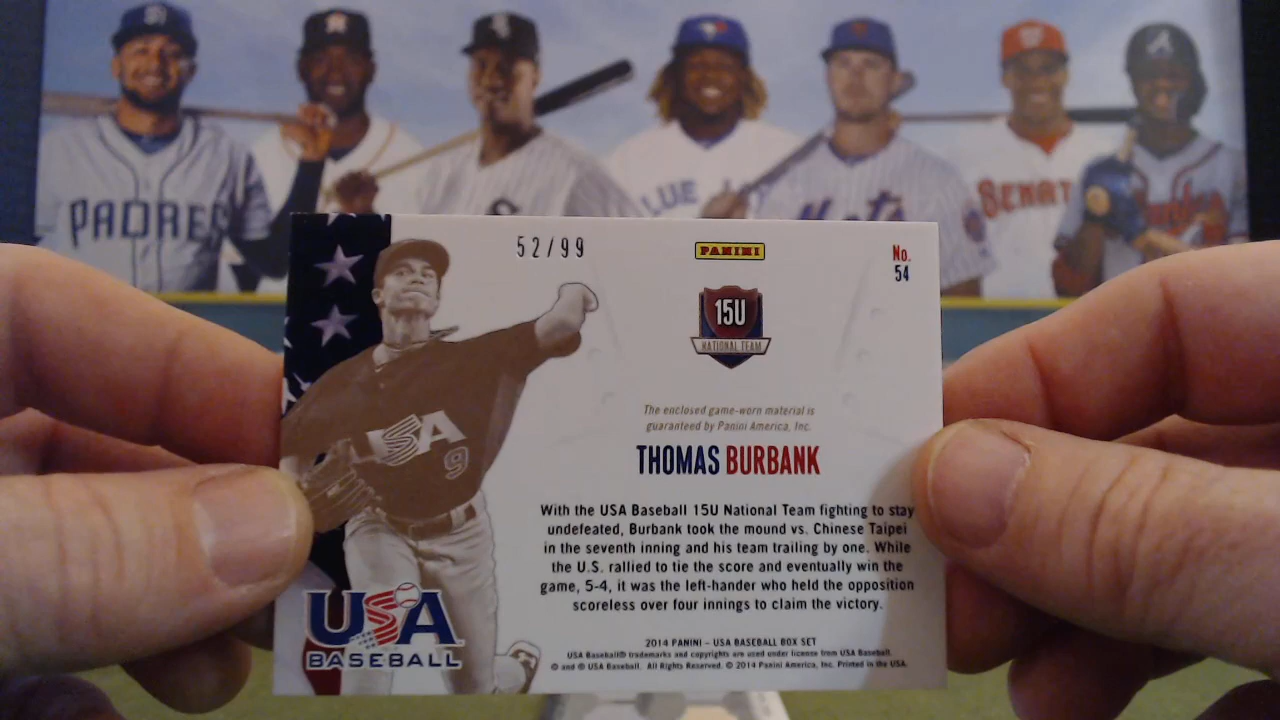 PADRES
BLUE
Mets
SENAT
52/99
PANINI
No.
54
15U
NATIONAL TEAM
The enclosed game-worn material is
guaranteed by Panini America, Inc.
THOMAS BURBANK
USA
9
With the USA Baseball 15U National Team fighting to stay
undefeated, Burbank took the mound vs. Chinese Taipei
in the seventh inning and his team trailing by one. While
the U.S. rallied to tie the score and eventually win the
game, 5-4, it was the left-hander who held the opposition
scoreless over four innings to claim the victory.
USA
BASEBALL
2014 PANINI – USA BASEBALL BOX SET
USA Baseball® trademarks and copyrights are used under license from USA Baseball.
© and ® USA Baseball. All Rights Reserved. © 2014 Panini America, Inc. Printed in the USA.